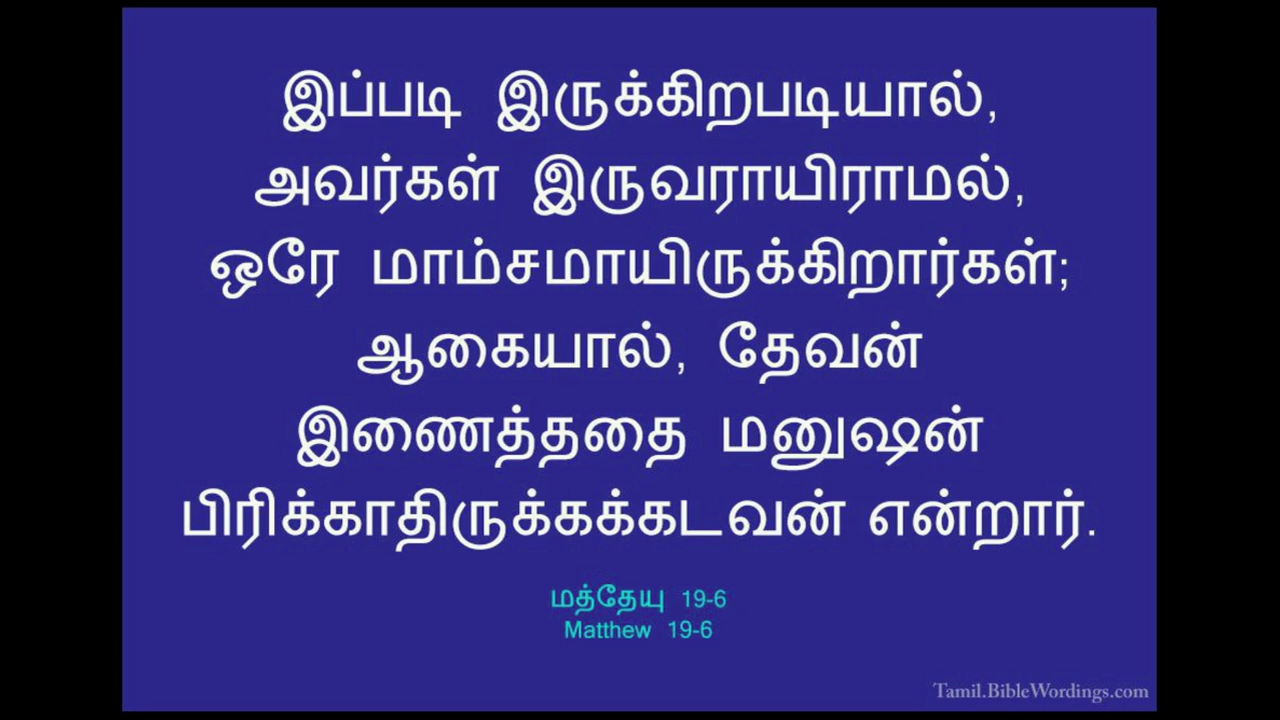 இப்படி இருக்கிறபடியால்,
அவர்கள் இருவராயிராமல்,
ஒரே மாம்சமாயிருக்கிறார்கள்;
ஆகையால், தேவன்
இணைத்ததை மனுஷன்
பிரிக்காதிருக்கக்கடவன் என்றார்.
மத்தேயு 19-6
Matthew 19-6
Tamil.BibleWordings.com